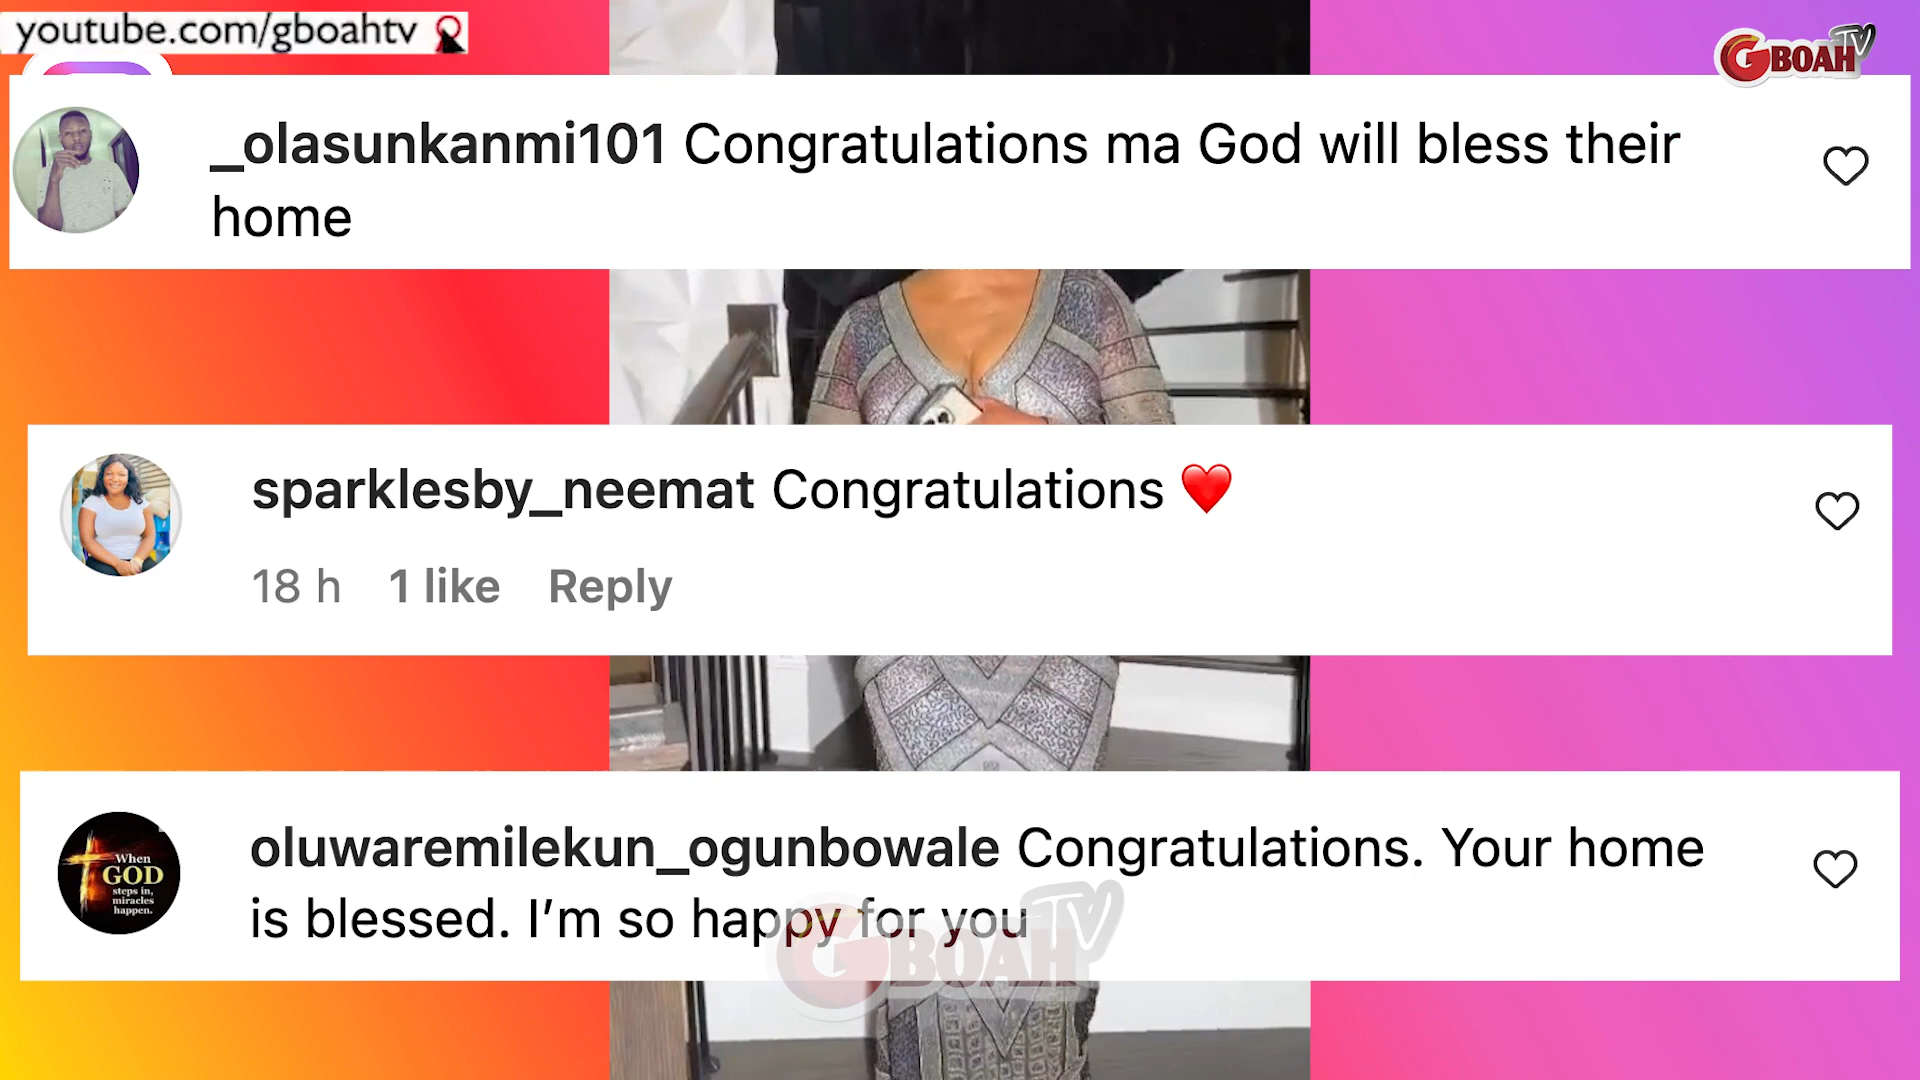 youtube.com/gboahtv
GBOAH TV
_olasunkanmi101 Congratulations ma God will bless their
home
sparklesby_neemat Congratulations ❤️
18 h 1 like Reply
oluwaremilekun_ogunbowale Congratulations. Your home
is blessed. I’m so happy for you
When
GOD
steps in,
miracles
happen.
GBOAH TV